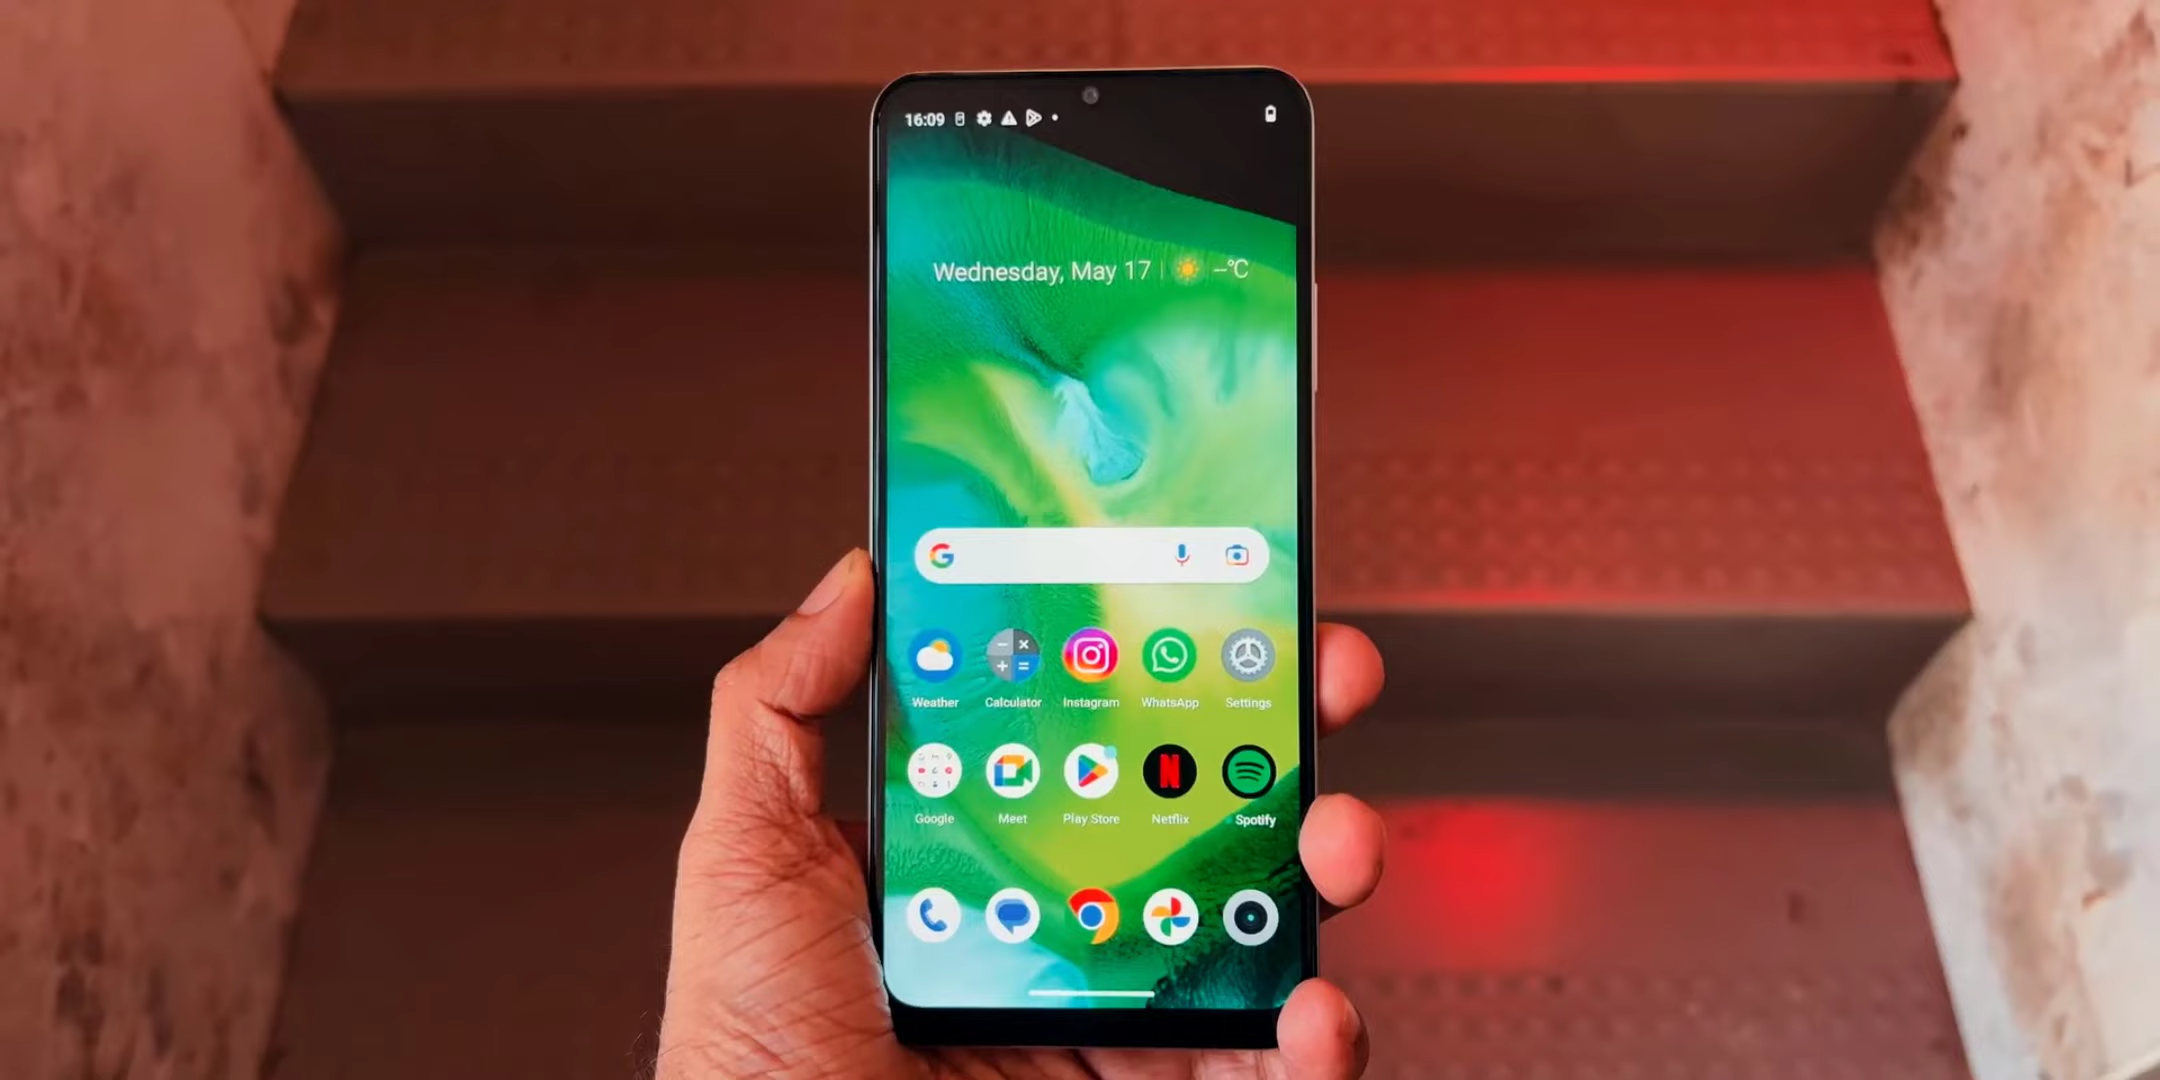 16:09
Wednesday, May 17 | --°C
Weather Calculator Instagram WhatsApp Settings
Google Meet Play Store Netflix Spotify